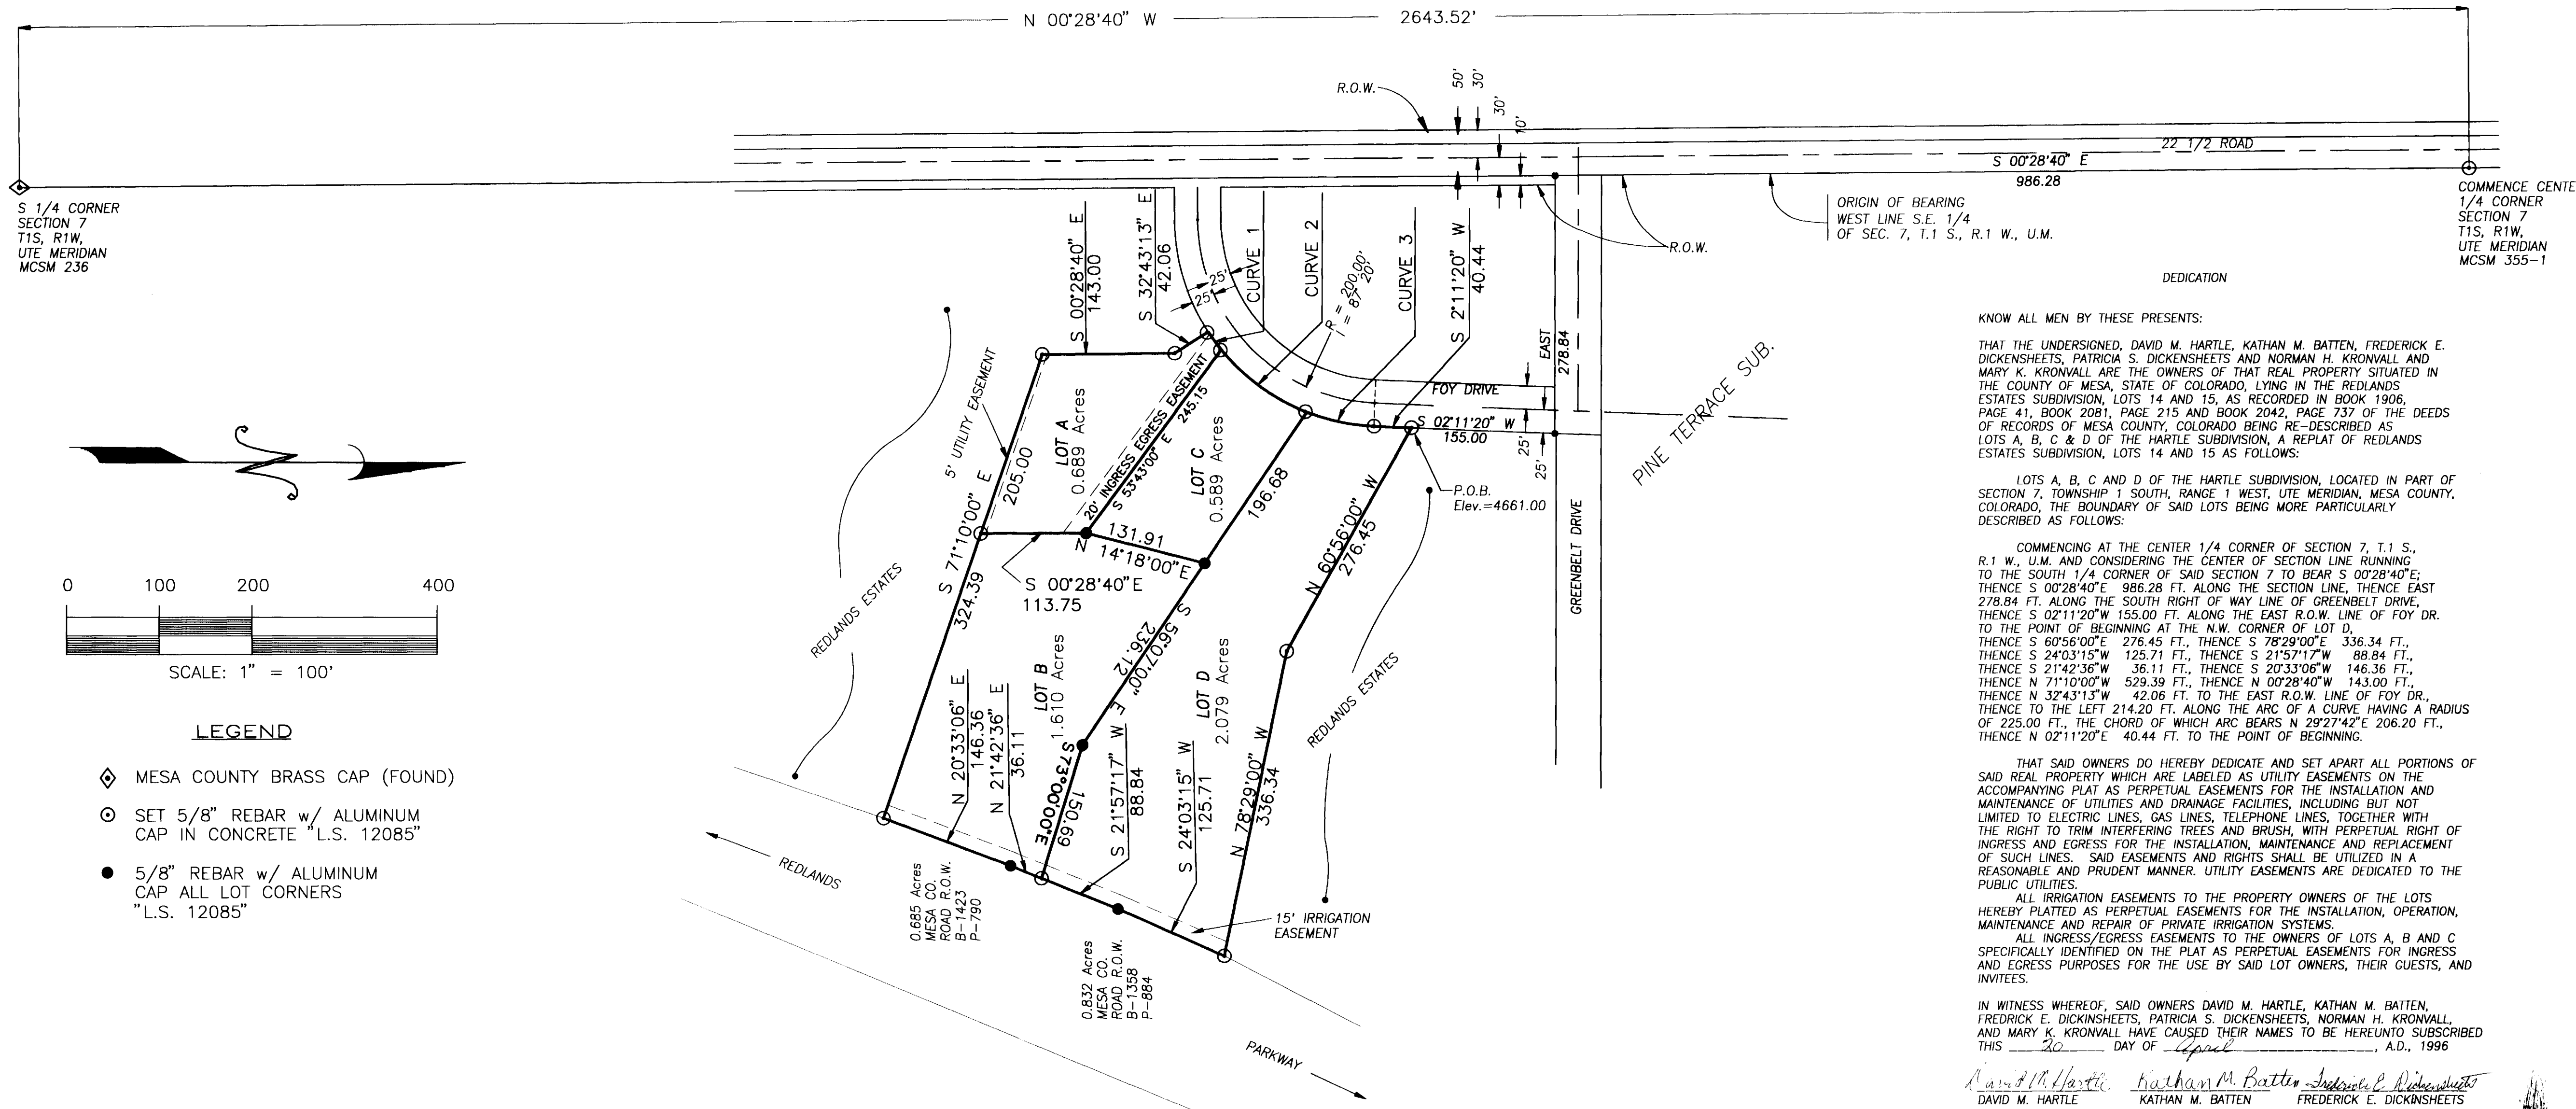 N 00°28'40" W 2643.52'
R.O.W.
50'
30'
30'
10'
22 1/2 ROAD
S 00°28'40" E
986.28
S 1/4 CORNER
SECTION 7
T1S, R1W,
UTE MERIDIAN
MCSM 236
COMMENCE CENTE
1/4 CORNER
SECTION 7
T1S, R1W,
UTE MERIDIAN
MCSM 355-1
ORIGIN OF BEARING
WEST LINE S.E. 1/4
OF SEC. 7, T.1 S., R.1 W., U.M.
R.O.W.
S 00°28'40" E
143.00
S 32°43'13" E
42.06
CURVE 1
CURVE 2
CURVE 3
S 2°11'20" W
40.44
25'
25'
R = 200.00'
I = 87° 20'
EAST
278.84
FOY DRIVE
S 02°11'20" W
155.00
25'
25'
PINE TERRACE SUB.
GREENBELT DRIVE
P.O.B.
Elev.=4661.00
5' UTILITY EASEMENT
S 71°10'00" E
205.00
324.39
LOT A
0.689 Acres
20' INGRESS EGRESS EASEMENT
S 53°43'00" E 245.15
LOT C
0.589 Acres
196.68
131.91
N 14°18'00"E
S 00°28'40" E
113.75
N 60°56'00" W
276.45
S 56°07'00" E
236.12
LOT B
1.610 Acres
LOT D
2.079 Acres
REDLANDS ESTATES
REDLANDS ESTATES
N 20°33'06" E
146.36
N 21°42'36" E
36.11
S 73°00'00"E
150.69
S 21°57'17" W
88.84
S 24°03'15" W
125.71
N 78°29'00" W
336.34
0.685 Acres
MESA CO.
ROAD R.O.W.
B-1423
P-790
0.832 Acres
MESA CO.
ROAD R.O.W.
B-1358
P-884
15' IRRIGATION
EASEMENT
REDLANDS
PARKWAY
0 100 200 400
SCALE: 1" = 100'
LEGEND
MESA COUNTY BRASS CAP (FOUND)
SET 5/8" REBAR w/ ALUMINUM
CAP IN CONCRETE "L.S. 12085"
5/8" REBAR w/ ALUMINUM
CAP ALL LOT CORNERS
"L.S. 12085"
DEDICATION
KNOW ALL MEN BY THESE PRESENTS:
THAT THE UNDERSIGNED, DAVID M. HARTLE, KATHAN M. BATTEN, FREDERICK E.
DICKENSHEETS, PATRICIA S. DICKENSHEETS AND NORMAN H. KRONVALL AND
MARY K. KRONVALL ARE THE OWNERS OF THAT REAL PROPERTY SITUATED IN
THE COUNTY OF MESA, STATE OF COLORADO, LYING IN THE REDLANDS
ESTATES SUBDIVISION, LOTS 14 AND 15, AS RECORDED IN BOOK 1906,
PAGE 41, BOOK 2081, PAGE 215 AND BOOK 2042, PAGE 737 OF THE DEEDS
OF RECORDS OF MESA COUNTY, COLORADO BEING RE-DESCRIBED AS
LOTS A, B, C & D OF THE HARTLE SUBDIVISION, A REPLAT OF REDLANDS
ESTATES SUBDIVISION, LOTS 14 AND 15 AS FOLLOWS:
LOTS A, B, C AND D OF THE HARTLE SUBDIVISION, LOCATED IN PART OF
SECTION 7, TOWNSHIP 1 SOUTH, RANGE 1 WEST, UTE MERIDIAN, MESA COUNTY,
COLORADO, THE BOUNDARY OF SAID LOTS BEING MORE PARTICULARLY
DESCRIBED AS FOLLOWS:
COMMENCING AT THE CENTER 1/4 CORNER OF SECTION 7, T.1 S.,
R.1 W., U.M. AND CONSIDERING THE CENTER OF SECTION LINE RUNNING
TO THE SOUTH 1/4 CORNER OF SAID SECTION 7 TO BEAR S 00°28'40"E;
THENCE S 00°28'40"E 986.28 FT. ALONG THE SECTION LINE, THENCE EAST
278.84 FT. ALONG THE SOUTH RIGHT OF WAY LINE OF GREENBELT DRIVE,
THENCE S 02°11'20"W 155.00 FT. ALONG THE EAST R.O.W. LINE OF FOY DR.
TO THE POINT OF BEGINNING AT THE N.W. CORNER OF LOT D,
THENCE S 60°56'00"E 276.45 FT., THENCE S 78°29'00"E 336.34 FT.,
THENCE S 24°03'15"W 125.71 FT., THENCE S 21°57'17"W 88.84 FT.,
THENCE S 21°42'36"W 36.11 FT., THENCE S 20°33'06"W 146.36 FT.,
THENCE N 71°10'00"W 529.39 FT., THENCE N 00°28'40"W 143.00 FT.,
THENCE N 32°43'13"W 42.06 FT. TO THE EAST R.O.W. LINE OF FOY DR.,
THENCE TO THE LEFT 214.20 FT. ALONG THE ARC OF A CURVE HAVING A RADIUS
OF 225.00 FT., THE CHORD OF WHICH ARC BEARS N 29°27'42"E 206.20 FT.,
THENCE N 02°11'20"E 40.44 FT. TO THE POINT OF BEGINNING.
THAT SAID OWNERS DO HEREBY DEDICATE AND SET APART ALL PORTIONS OF
SAID REAL PROPERTY WHICH ARE LABELED AS UTILITY EASEMENTS ON THE
ACCOMPANYING PLAT AS PERPETUAL EASEMENTS FOR THE INSTALLATION AND
MAINTENANCE OF UTILITIES AND DRAINAGE FACILITIES, INCLUDING BUT NOT
LIMITED TO ELECTRIC LINES, GAS LINES, TELEPHONE LINES, TOGETHER WITH
THE RIGHT TO TRIM INTERFERING TREES AND BRUSH, WITH PERPETUAL RIGHT OF
INGRESS AND EGRESS FOR THE INSTALLATION, MAINTENANCE AND REPLACEMENT
OF SUCH LINES. SAID EASEMENTS AND RIGHTS SHALL BE UTILIZED IN A
REASONABLE AND PRUDENT MANNER. UTILITY EASEMENTS ARE DEDICATED TO THE
PUBLIC UTILITIES.
ALL IRRIGATION EASEMENTS TO THE PROPERTY OWNERS OF THE LOTS
HEREBY PLATTED AS PERPETUAL EASEMENTS FOR THE INSTALLATION, OPERATION,
MAINTENANCE AND REPAIR OF PRIVATE IRRIGATION SYSTEMS.
ALL INGRESS/EGRESS EASEMENTS TO THE OWNERS OF LOTS A, B AND C
SPECIFICALLY IDENTIFIED ON THE PLAT AS PERPETUAL EASEMENTS FOR INGRESS
AND EGRESS PURPOSES FOR THE USE BY SAID LOT OWNERS, THEIR GUESTS, AND
INVITEES.
IN WITNESS WHEREOF, SAID OWNERS DAVID M. HARTLE, KATHAN M. BATTEN,
FREDRICK E. DICKINSHEETS, PATRICIA S. DICKENSHEETS, NORMAN H. KRONVALL,
AND MARY K. KRONVALL HAVE CAUSED THEIR NAMES TO BE HEREUNTO SUBSCRIBED
THIS 20 DAY OF April, A.D., 1996
David M. Hartle Kathan M. Batten Frederick E. Dickensheets
DAVID M. HARTLE KATHAN M. BATTEN FREDERICK E. DICKINSHEETS